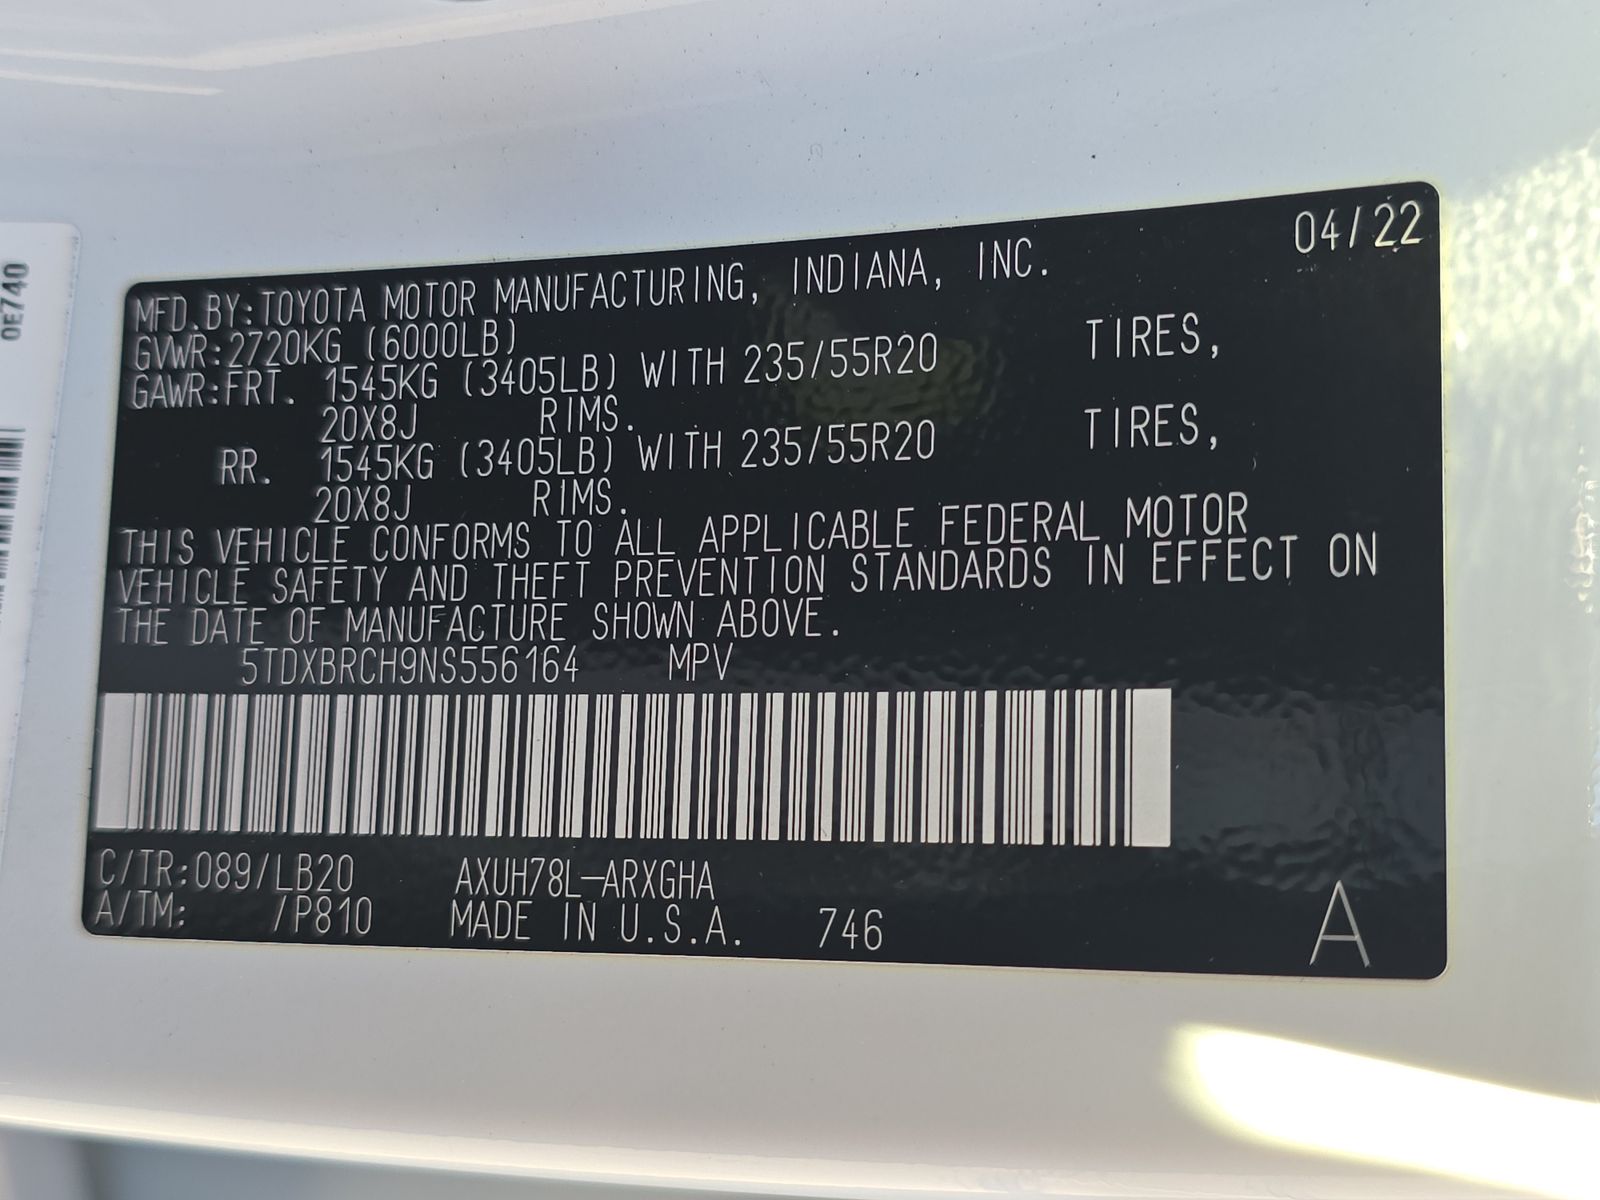 04/22
MFD.BY:TOYOTA MOTOR MANUFACTURING, INDIANA, INC.
GVWR:2720KG (6000LB)
GAWR:FRT. 1545KG (3405LB) WITH 235/55R20 TIRES,
20X8J RIMS.
RR. 1545KG (3405LB) WITH 235/55R20 TIRES,
20X8J RIMS.
THIS VEHICLE CONFORMS TO ALL APPLICABLE FEDERAL MOTOR
VEHICLE SAFETY AND THEFT PREVENTION STANDARDS IN EFFECT ON
THE DATE OF MANUFACTURE SHOWN ABOVE.
5TDXBRCH9NS556164 MPV
C/TR:089/LB20 AXUH78L-ARXGHA
A/TM: /P810 MADE IN U.S.A. 746
A
0E740